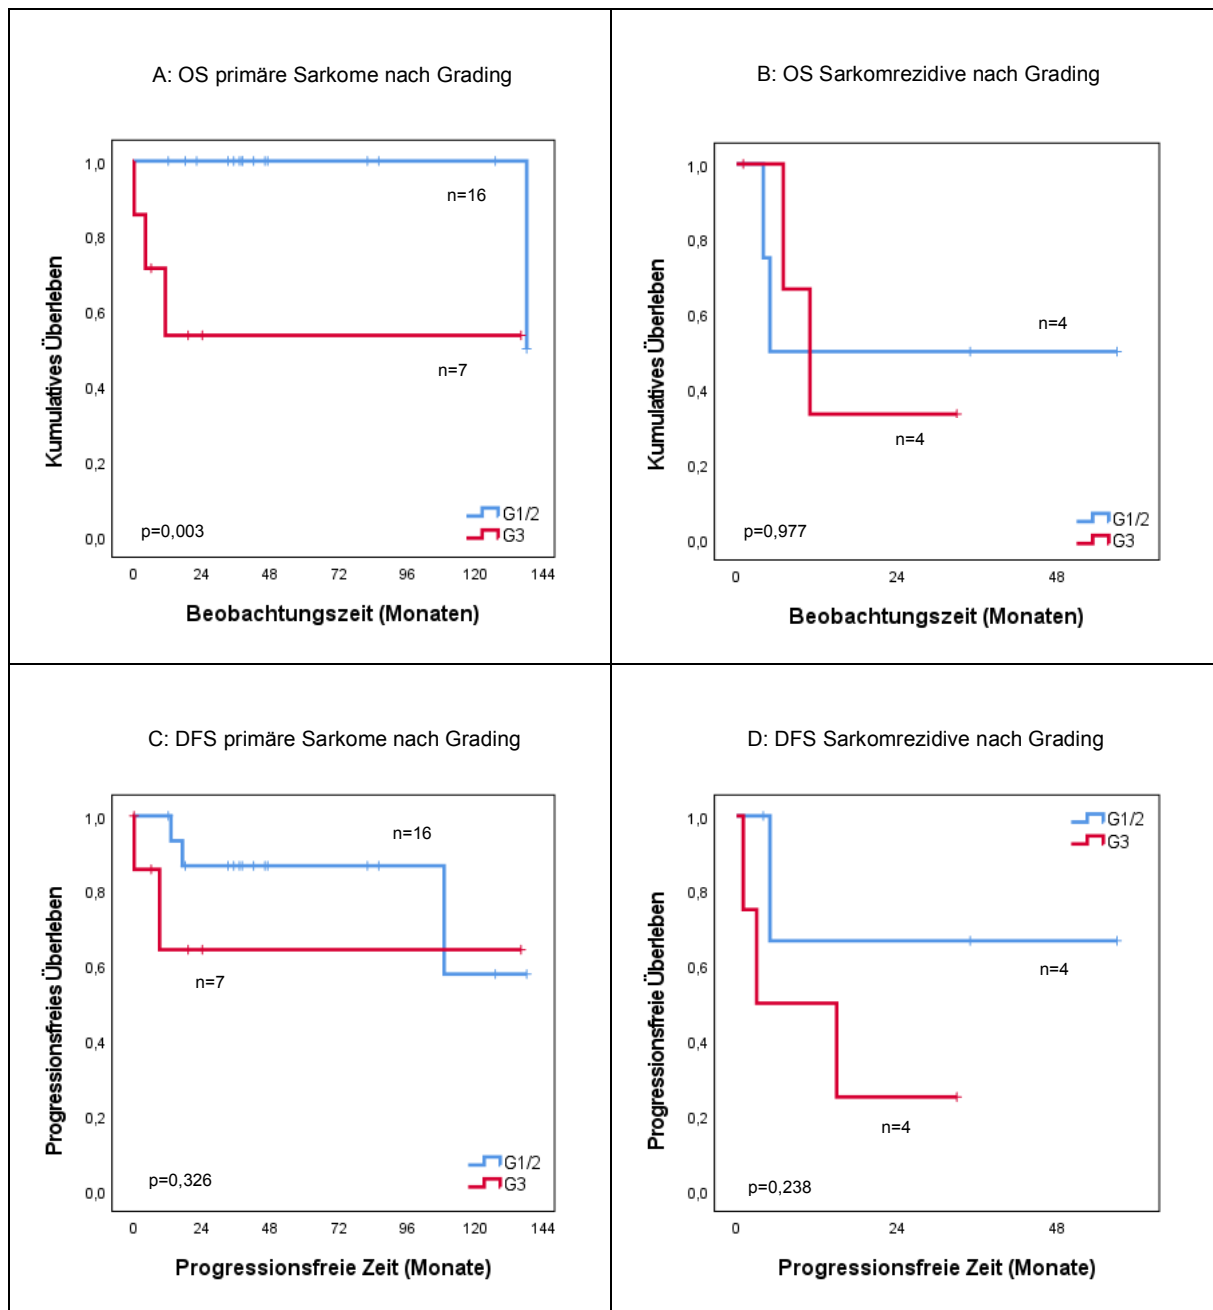 A: OS primäre Sarkome nach Grading
Kumulatives Überleben
1,0
0,8
0,6
0,4
0,2
0,0
n=16
n=7
p=0,003
G1/2
G3
0 24 48 72 96 120 144
Beobachtungszeit (Monaten)
B: OS Sarkomrezidive nach Grading
Kumulatives Überleben
1,0
0,8
0,6
0,4
0,2
0,0
n=4
n=4
p=0,977
G1/2
G3
0 24 48
Beobachtungszeit (Monaten)
C: DFS primäre Sarkome nach Grading
Progressionsfreies Überleben
1,0
0,8
0,6
0,4
0,2
0,0
n=16
n=7
p=0,326
G1/2
G3
0 24 48 72 96 120 144
Progressionsfreie Zeit (Monate)
D: DFS Sarkomrezidive nach Grading
Progressionsfreie Überleben
1,0
0,8
0,6
0,4
0,2
0,0
G1/2
G3
n=4
n=4
p=0,238
0 24 48
Progressionsfreie Zeit (Monate)